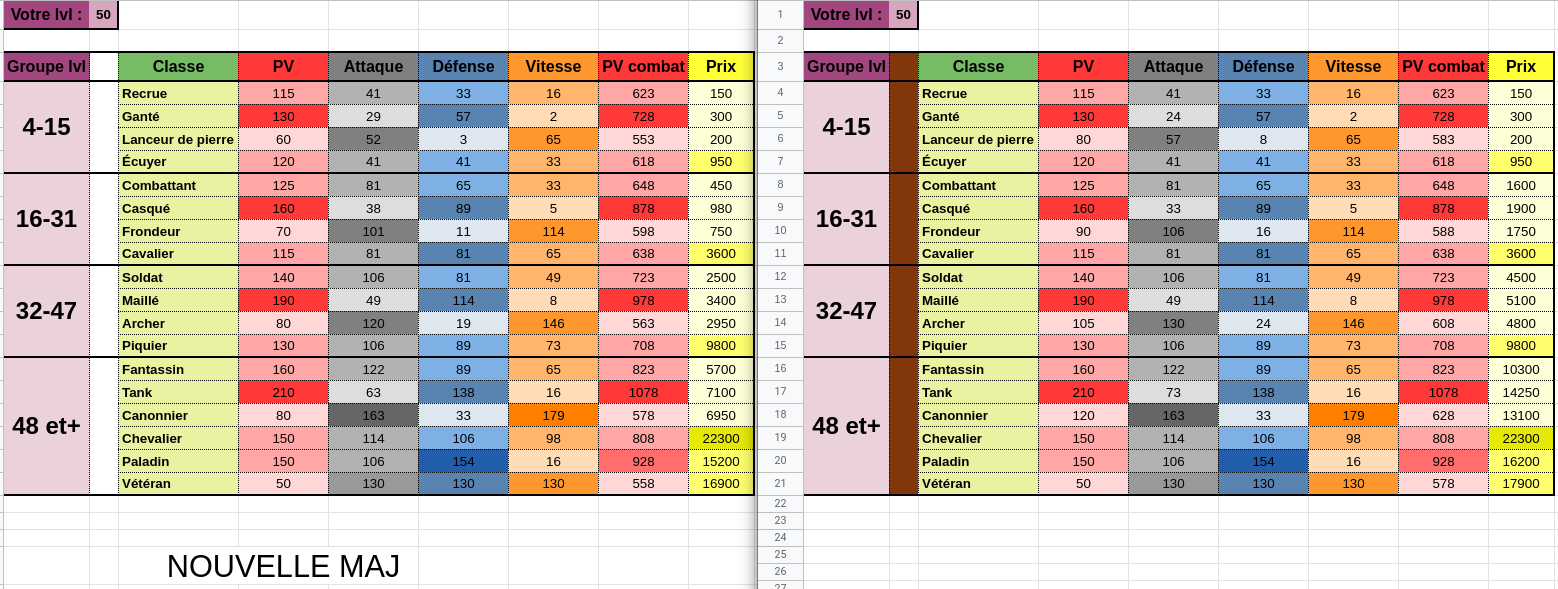 Votre lvl : 50 1 Votre lvl : 50
2
Groupe lvl Classe PV Attaque Défense Vitesse PV combat Prix 3 Groupe lvl Classe PV Attaque Défense Vitesse PV combat Prix
Recrue 115 41 33 16 623 150 4 Recrue 115 41 33 16 623 150
4-15 Ganté 130 29 57 2 728 300 5 4-15 Ganté 130 24 57 2 728 300
Lanceur de pierre 60 52 3 65 553 200 6 Lanceur de pierre 80 57 8 65 583 200
Écuyer 120 41 41 33 618 950 7 Écuyer 120 41 41 33 618 950
Combattant 125 81 65 33 648 450 8 Combattant 125 81 65 33 648 1600
16-31 Casqué 160 38 89 5 878 980 9 16-31 Casqué 160 33 89 5 878 1900
Frondeur 70 101 11 114 598 750 10 Frondeur 90 106 16 114 588 1750
Cavalier 115 81 81 65 638 3600 11 Cavalier 115 81 81 65 638 3600
Soldat 140 106 81 49 723 2500 12 Soldat 140 106 81 49 723 4500
32-47 Maillé 190 49 114 8 978 3400 13 32-47 Maillé 190 49 114 8 978 5100
Archer 80 120 19 146 563 2950 14 Archer 105 130 24 146 608 4800
Piquier 130 106 89 73 708 9800 15 Piquier 130 106 89 73 708 9800
Fantassin 160 122 89 65 823 5700 16 Fantassin 160 122 89 65 823 10300
Tank 210 63 138 16 1078 7100 17 Tank 210 73 138 16 1078 14250
48 et+ Canonnier 80 163 33 179 578 6950 18 48 et+ Canonnier 120 163 33 179 628 13100
Chevalier 150 114 106 98 808 22300 19 Chevalier 150 114 106 98 808 22300
Paladin 150 106 154 16 928 15200 20 Paladin 150 106 154 16 928 16200
Vétéran 50 130 130 130 558 16900 21 Vétéran 50 130 130 130 578 17900
22
23
24
NOUVELLE MAJ 25
26
27